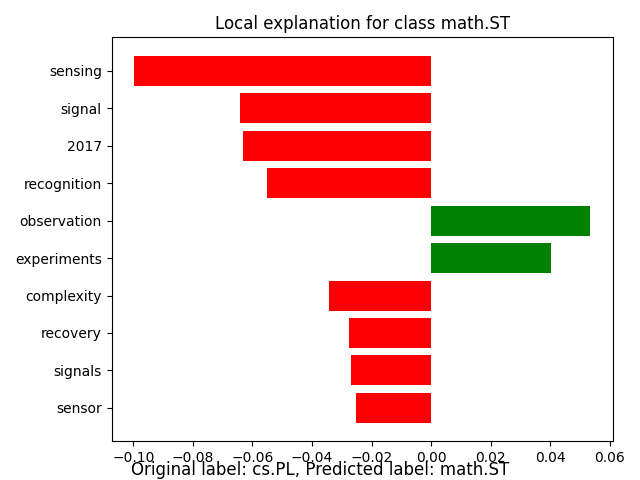 Local explanation for class math.ST
sensing
signal
2017
recognition
observation
experiments
complexity
recovery
signals
sensor
−0.10 −0.08 −0.06 −0.04 −0.02 0.00 0.02 0.04 0.06
Original label: cs.PL, Predicted label: math.ST